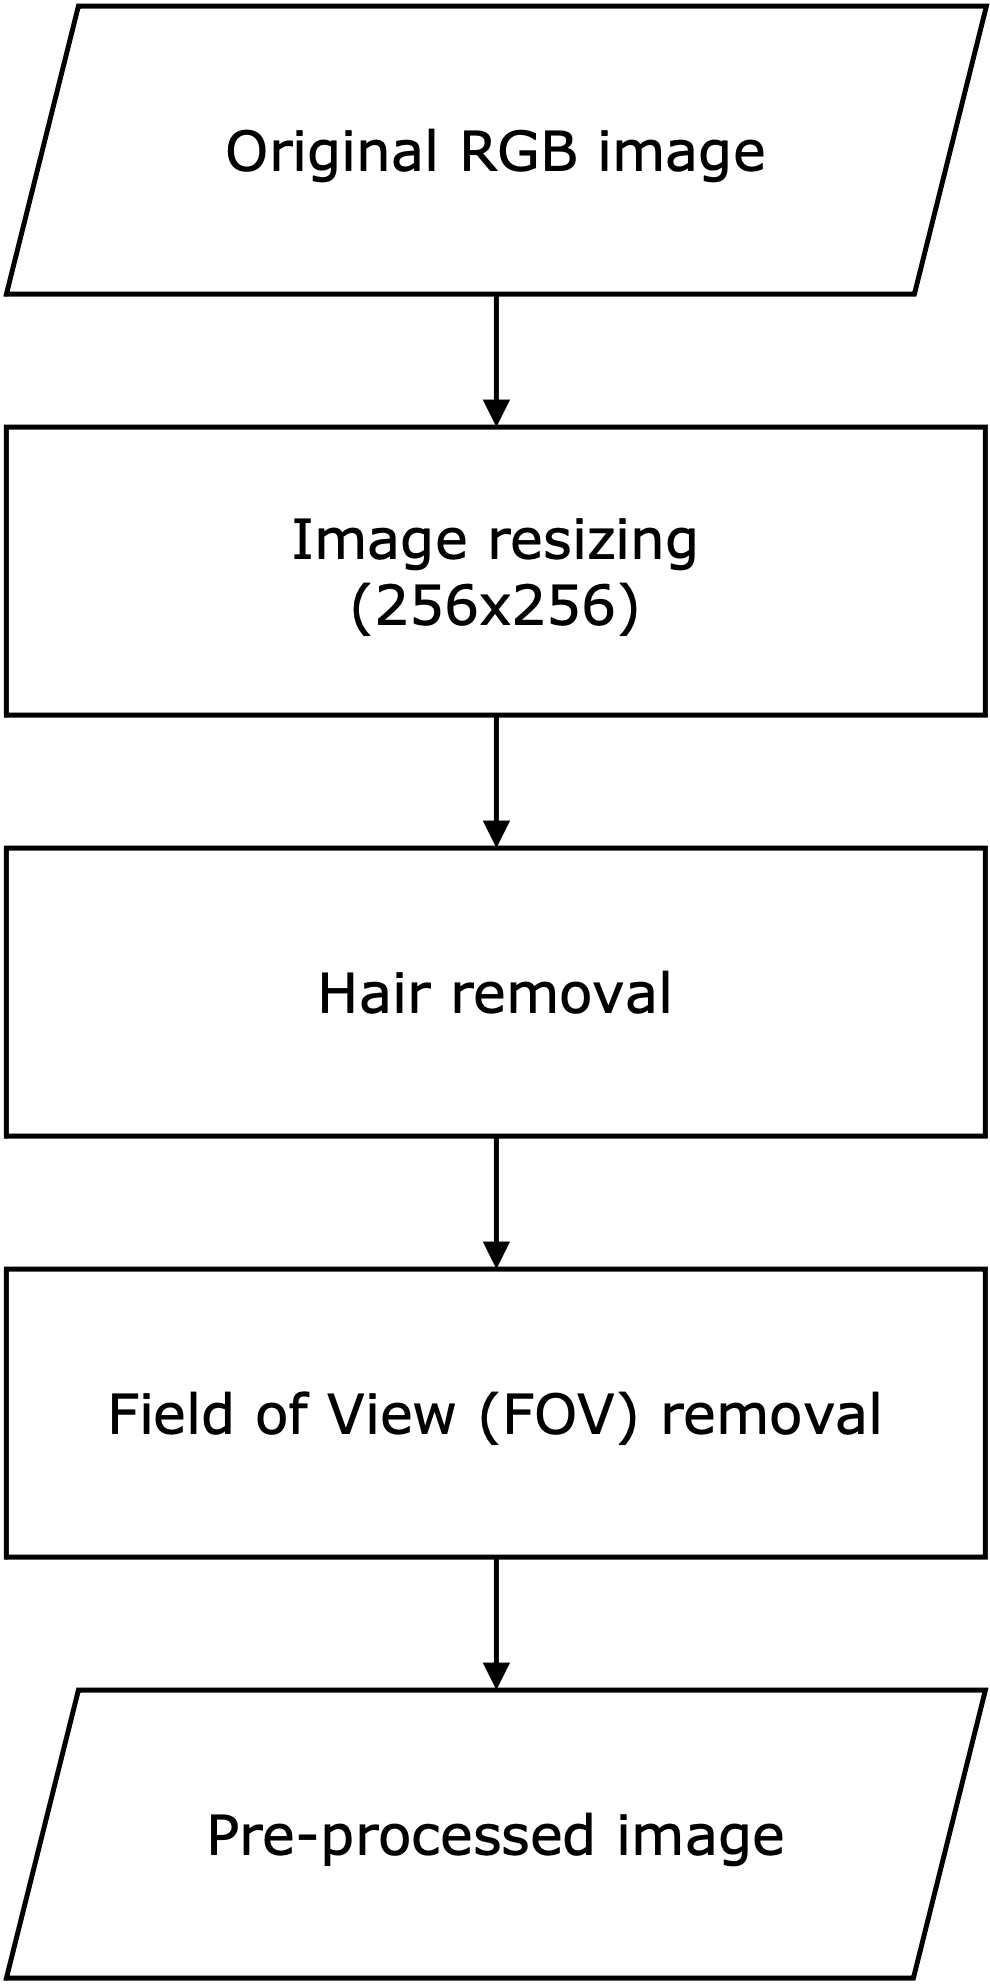 Original RGB image
Image resizing
(256x256)
Hair removal
Field of View (FOV) removal
Pre-processed image